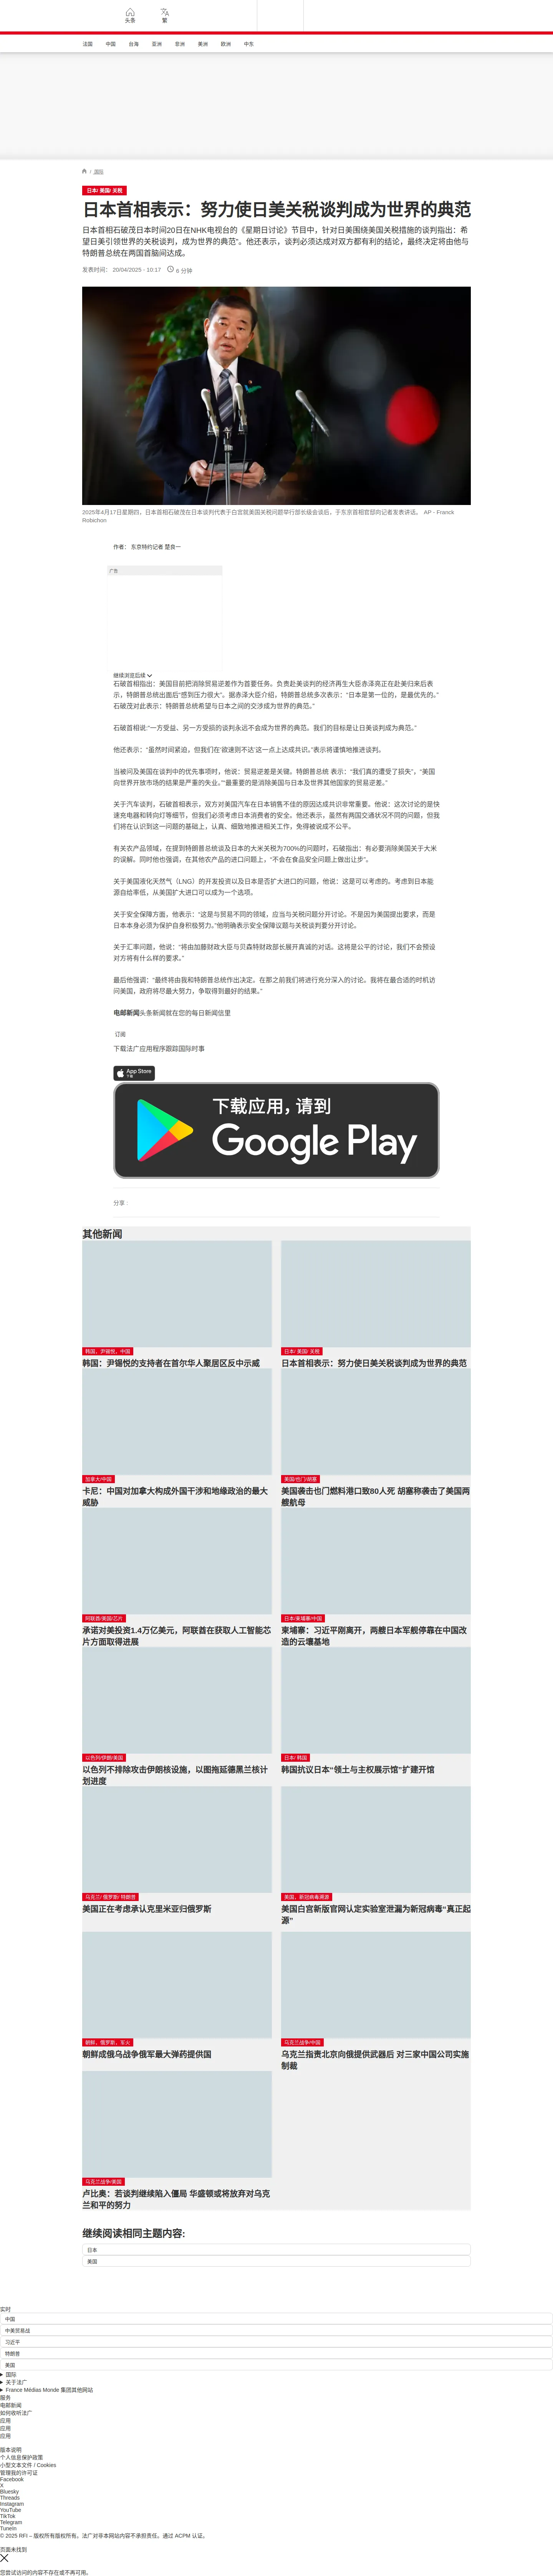 头条
繁
法国 中国 台海 亚洲 非洲 美洲 欧洲 中东
/ 国际
日本/ 美国/ 关税
日本首相表示：努力使日美关税谈判成为世界的典范
日本首相石破茂日本时间20日在NHK电视台的《星期日讨论》节目中，针对日美围绕美国关税措施的谈判指出：希
望日美引领世界的关税谈判，成为世界的典范”。他还表示，谈判必须达成对双方都有利的结论，最终决定将由他与
特朗普总统在两国首脑间达成。
发表时间： 20/04/2025 - 10:17 6 分钟
2025年4月17日星期四，日本首相石破茂在日本谈判代表于白宫就美国关税问题举行部长级会谈后，于东京首相官邸向记者发表讲话。 AP - Franck
Robichon
作者： 东京特约记者 楚良一
广告
继续浏览后续
石破首相指出：美国目前把消除贸易逆差作为首要任务。负责赴美谈判的经济再生大臣赤泽亮正在赴美归来后表
示，特朗普总统出面后“感到压力很大”。据赤泽大臣介绍，特朗普总统多次表示：“日本是第一位的，是最优先的。”
石破茂对此表示：特朗普总统希望与日本之间的交涉成为世界的典范。”
石破首相说:“一方受益、另一方受损的谈判永远不会成为世界的典范。我们的目标是让日美谈判成为典范。”
他还表示：“虽然时间紧迫，但我们在‘欲速则不达’这一点上达成共识。”表示将谨慎地推进谈判。
当被问及美国在谈判中的优先事项时，他说：贸易逆差是关键。特朗普总统 表示：“我们真的遭受了损失”，“美国
向世界开放市场的结果是严重的失业。”“最重要的是消除美国与日本及世界其他国家的贸易逆差。”
关于汽车谈判，石破首相表示，双方对美国汽车在日本销售不佳的原因达成共识非常重要。他说：这次讨论的是快
速充电器和转向灯等细节，但我们必须考虑日本消费者的安全。他还表示，虽然有两国交通状况不同的问题，但我
们将在认识到这一问题的基础上，认真、细致地推进相关工作，免得被说成不公平。
有关农产品领域，在提到特朗普总统谈及日本的大米关税为700%的问题时，石破指出：有必要消除美国关于大米
的误解。同时他也强调，在其他农产品的进口问题上，“不会在食品安全问题上做出让步”。
关于美国液化天然气（LNG）的开发投资以及日本是否扩大进口的问题，他说：这是可以考虑的。考虑到日本能
源自给率低，从美国扩大进口可以成为一个选项。
关于安全保障方面，他表示：“这是与贸易不同的领域，应当与关税问题分开讨论。不是因为美国提出要求，而是
日本本身必须为保护自身积极努力。”他明确表示安全保障议题与关税谈判要分开讨论。
关于汇率问题，他说：“将由加藤财政大臣与贝森特财政部长展开真诚的对话。这将是公平的讨论，我们不会预设
对方将有什么样的要求。”
最后他强调：“最终将由我和特朗普总统作出决定。在那之前我们将进行充分深入的讨论。我将在最合适的时机访
问美国，政府将尽最大努力，争取得到最好的结果。”
电邮新闻头条新闻就在您的每日新闻信里
订阅
下载法广应用程序跟踪国际时事
App Store
下载
下载应用，请到
Google Play
分享 :
其他新闻
韩国，尹锡悦，中国
韩国：尹锡悦的支持者在首尔华人聚居区反中示威
日本/ 美国/ 关税
日本首相表示：努力使日美关税谈判成为世界的典范
加拿大/中国
卡尼：中国对加拿大构成外国干涉和地缘政治的最大
威胁
美国/也门/胡塞
美国袭击也门燃料港口致80人死 胡塞称袭击了美国两
艘航母
阿联酋/美国/芯片
承诺对美投资1.4万亿美元，阿联酋在获取人工智能芯
片方面取得进展
日本/柬埔寨/中国
柬埔寨：习近平刚离开，两艘日本军舰停靠在中国改
造的云壤基地
以色列/伊朗/美国
以色列不排除攻击伊朗核设施，以图拖延德黑兰核计
划进度
日本/ 韩国
韩国抗议日本“领土与主权展示馆”扩建开馆
乌克兰/ 俄罗斯/ 特朗普
美国正在考虑承认克里米亚归俄罗斯
美国，新冠病毒溯源
美国白宫新版官网认定实验室泄漏为新冠病毒“真正起
源”
朝鲜，俄罗斯，军火
朝鲜成俄乌战争俄军最大弹药提供国
乌克兰战争/中国
乌克兰指责北京向俄提供武器后 对三家中国公司实施
制裁
乌克兰战争/美国
卢比奥：若谈判继续陷入僵局 华盛顿或将放弃对乌克
兰和平的努力
继续阅读相同主题内容:
日本
美国
实时
中国
中美贸易战
习近平
特朗普
美国
国际
关于法广
France Médias Monde 集团其他网站
服务
电邮新闻
如何收听法广
应用
应用
应用
版本说明
个人信息保护政策
小型文本文件 / Cookies
管理我的许可证
Facebook
X
Bluesky
Threads
Instagram
YouTube
TikTok
Telegram
TuneIn
© 2025 RFI – 版权所有版权所有。法广对非本网站内容不承担责任。通过 ACPM 认证。
页面未找到
您尝试访问的内容不存在或不再可用。